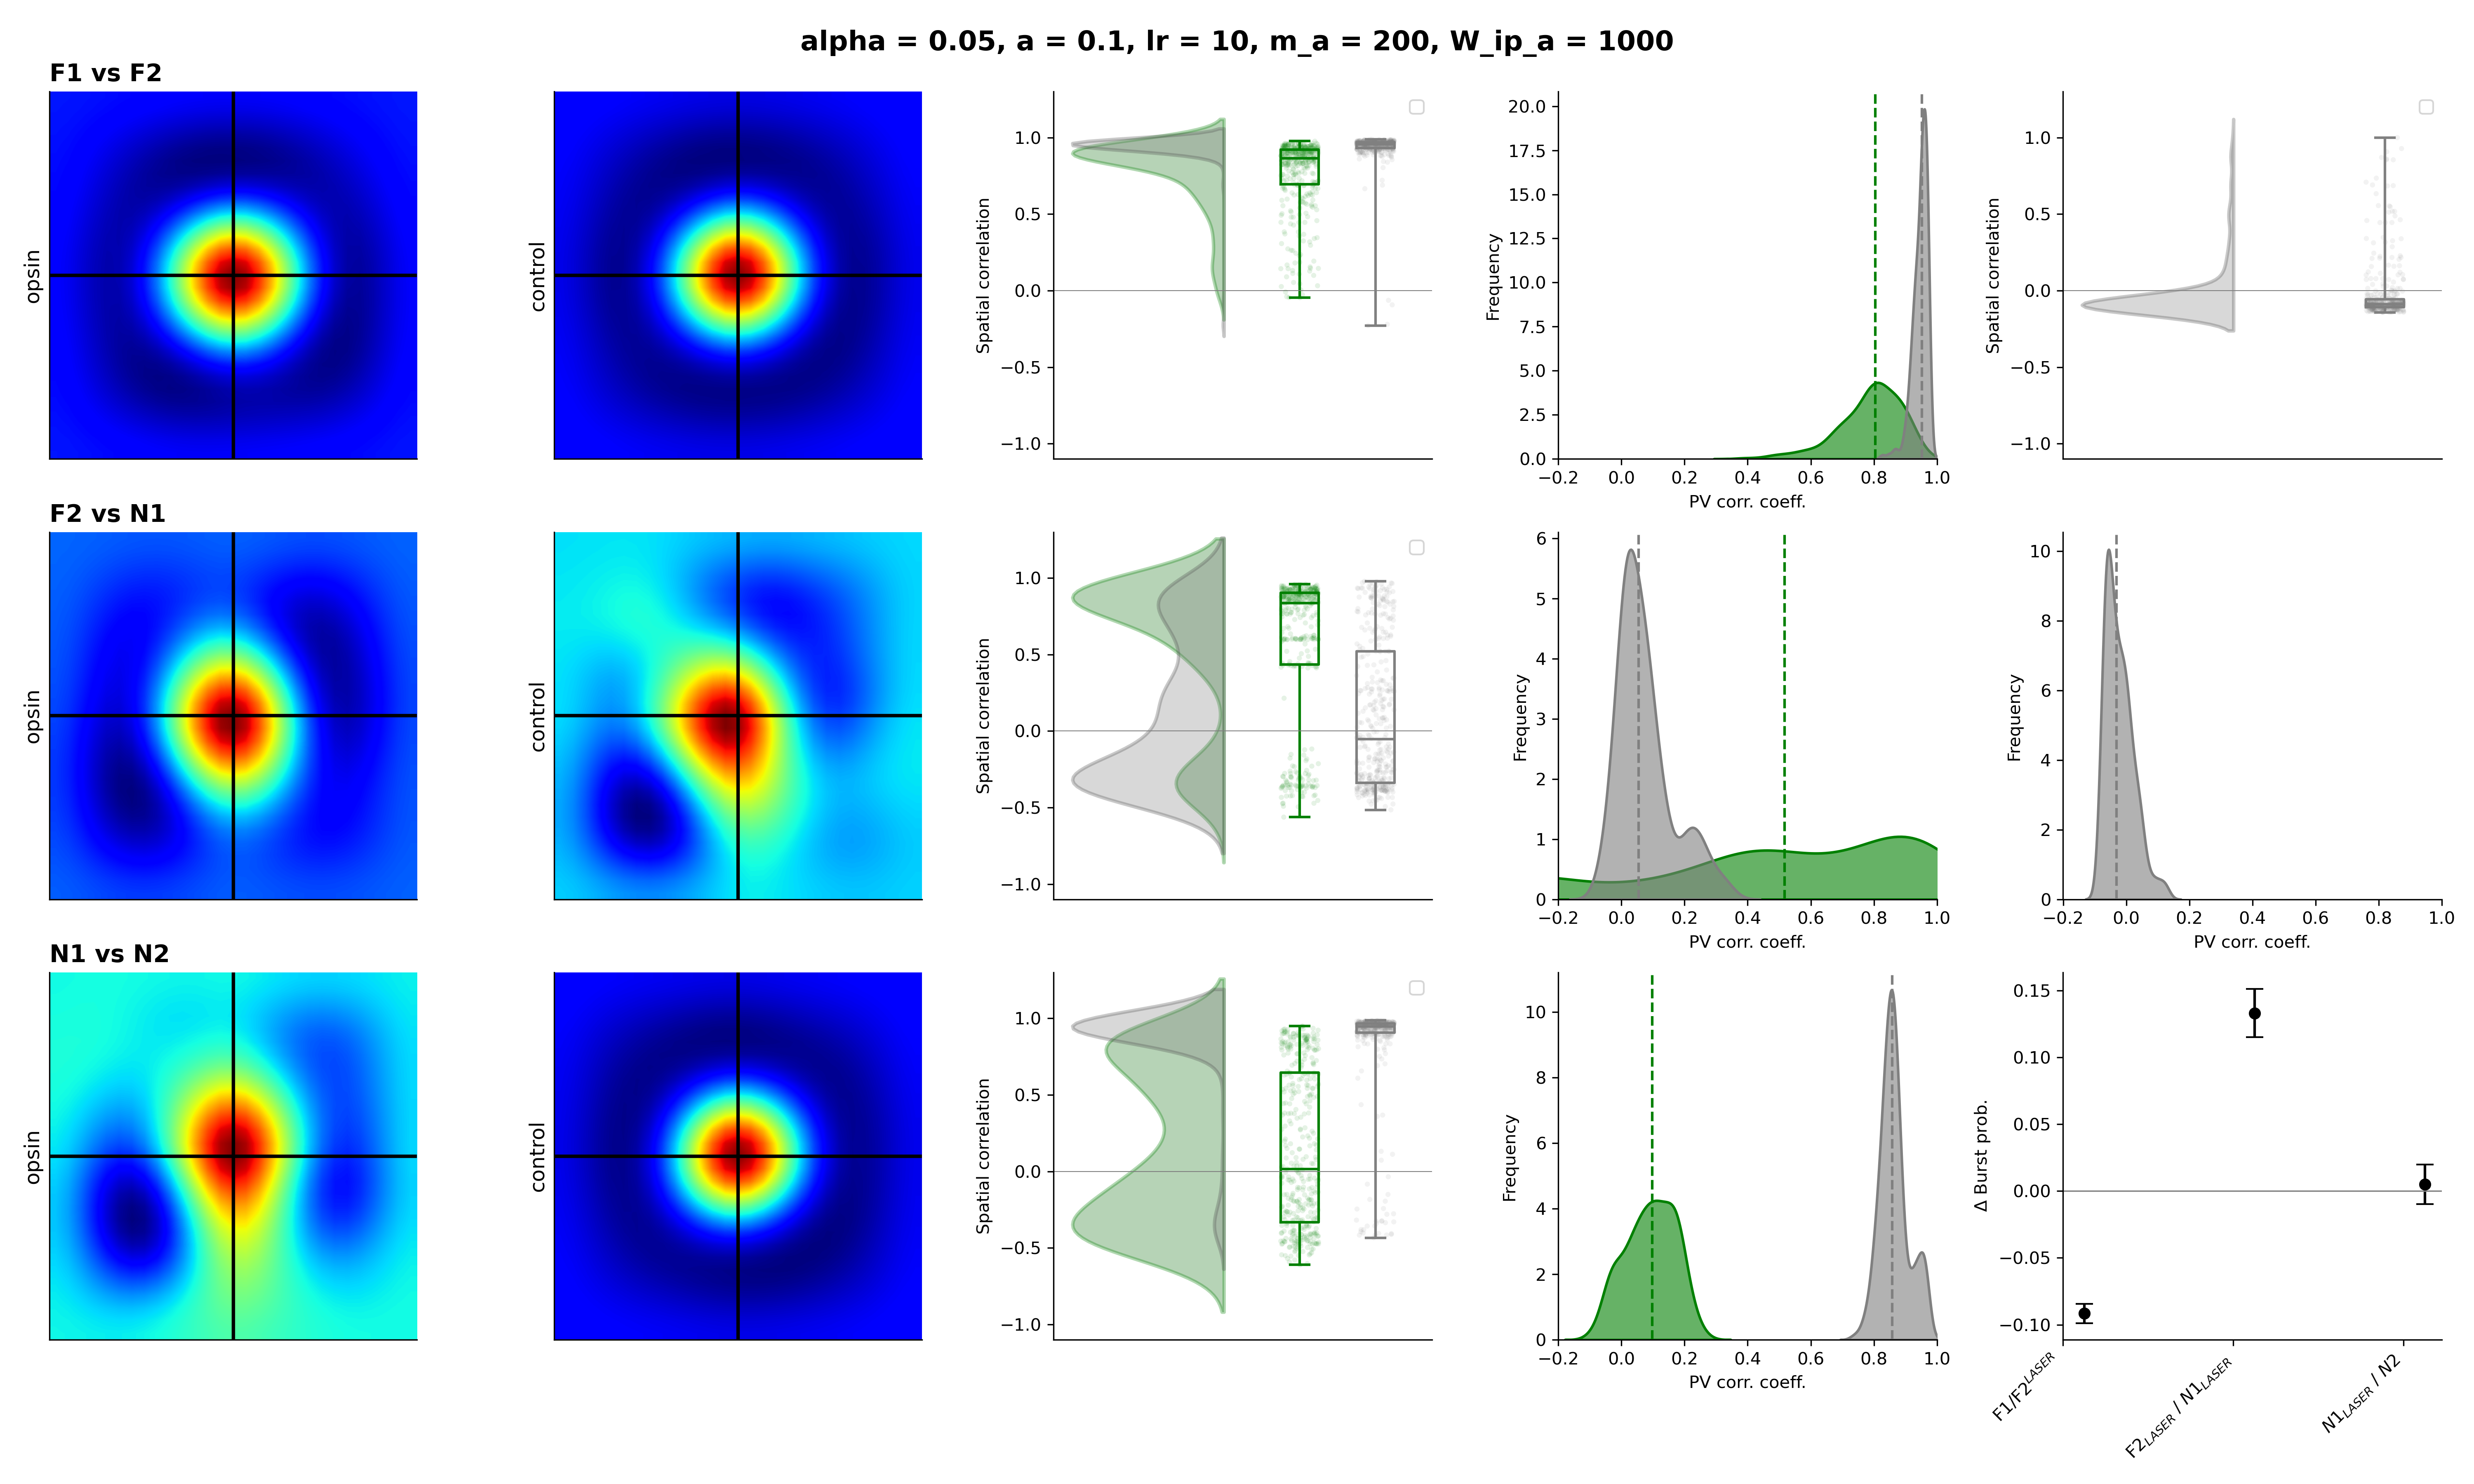 alpha = 0.05, a = 0.1, lr = 10, m_a = 200, W_ip_a = 1000
F1 vs F2
opsin
control
Spatial correlation
1.0
0.5
0.0
−0.5
−1.0
Frequency
20.0
17.5
15.0
12.5
10.0
7.5
5.0
2.5
0.0
−0.2 0.0 0.2 0.4 0.6 0.8 1.0
PV corr. coeff.
Spatial correlation
1.0
0.5
0.0
−0.5
−1.0
F2 vs N1
opsin
control
Spatial correlation
1.0
0.5
0.0
−0.5
−1.0
Frequency
6
5
4
3
2
1
0
−0.2 0.0 0.2 0.4 0.6 0.8 1.0
PV corr. coeff.
Frequency
10
8
6
4
2
0
−0.2 0.0 0.2 0.4 0.6 0.8 1.0
PV corr. coeff.
N1 vs N2
opsin
control
Spatial correlation
1.0
0.5
0.0
−0.5
−1.0
Frequency
10
8
6
4
2
0
−0.2 0.0 0.2 0.4 0.6 0.8 1.0
PV corr. coeff.
Δ Burst prob.
0.15
0.10
0.05
0.00
−0.05
−0.10
F1/F2^LASER
F2_LASER / N1_LASER
N1_LASER / N2